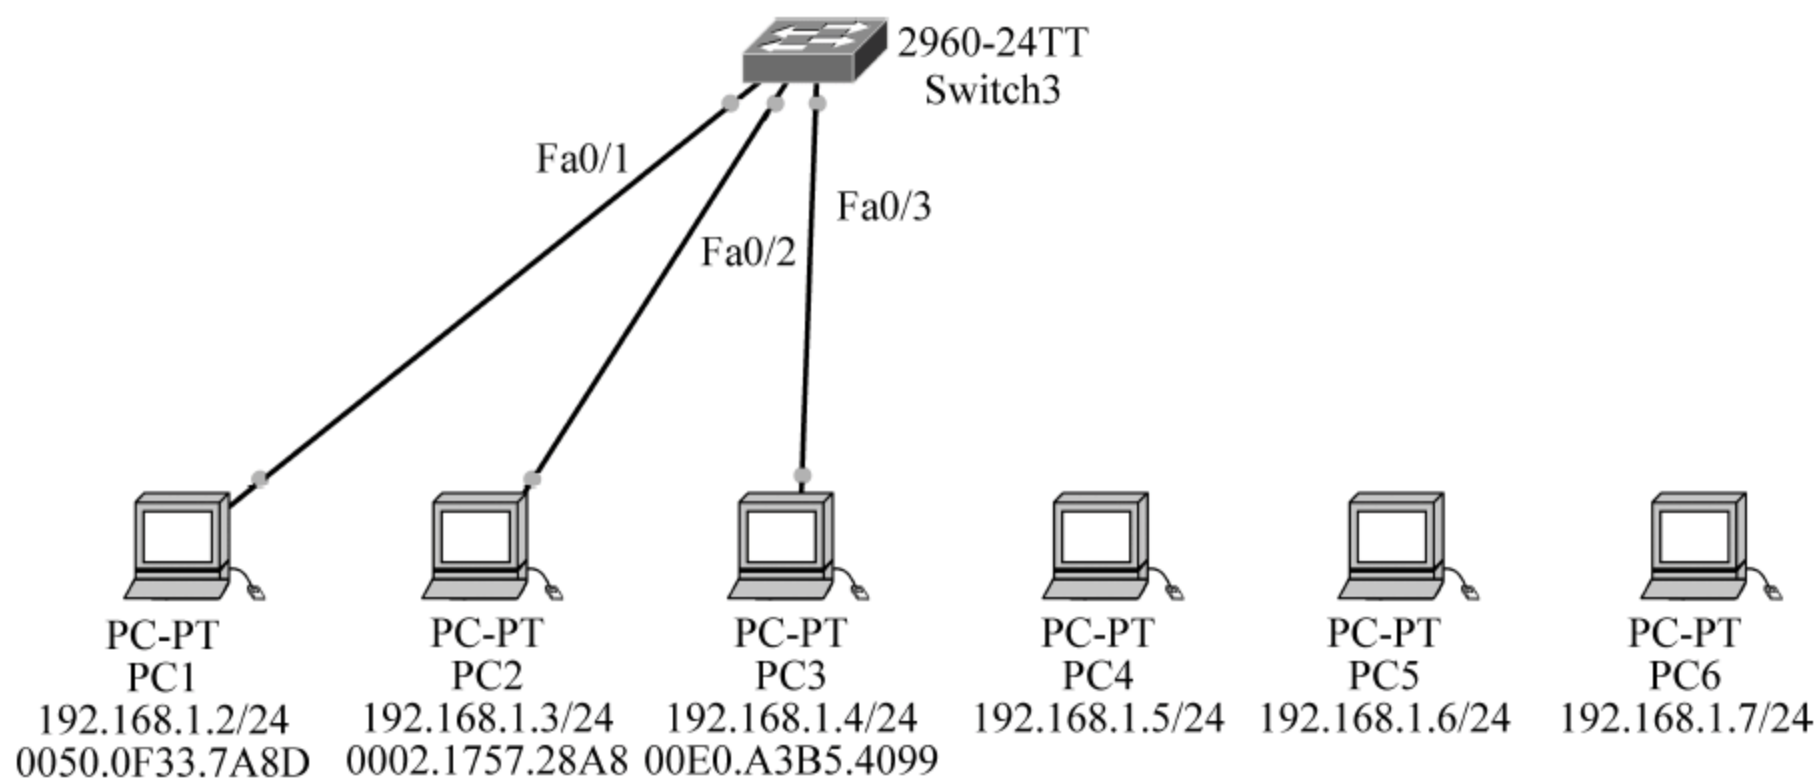 2960-24TT
Switch3
Fa0/1
Fa0/3
Fa0/2
PC-PT
PC1
192.168.1.2/24
0050.0F33.7A8D
PC-PT
PC2
192.168.1.3/24
0002.1757.28A8
PC-PT
PC3
192.168.1.4/24
00E0.A3B5.4099
PC-PT
PC4
192.168.1.5/24
PC-PT
PC5
192.168.1.6/24
PC-PT
PC6
192.168.1.7/24